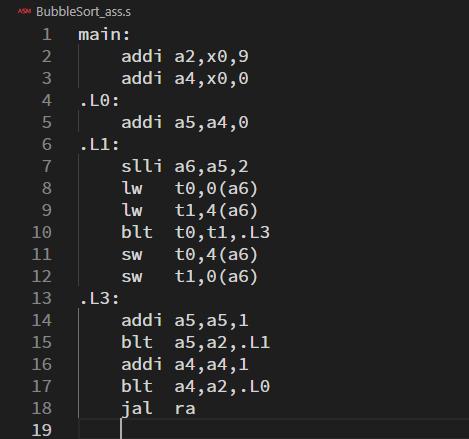 ASM BubbleSort_ass.s
1 main:
2     addi a2,x0,9
3     addi a4,x0,0
4 .L0:
5     addi a5,a4,0
6 .L1:
7     slli a6,a5,2
8     lw   t0,0(a6)
9     lw   t1,4(a6)
10     blt  t0,t1,.L3
11     sw   t0,4(a6)
12     sw   t1,0(a6)
13 .L3:
14     addi a5,a5,1
15     blt  a5,a2,.L1
16     addi a4,a4,1
17     blt  a4,a2,.L0
18     jal  ra
19